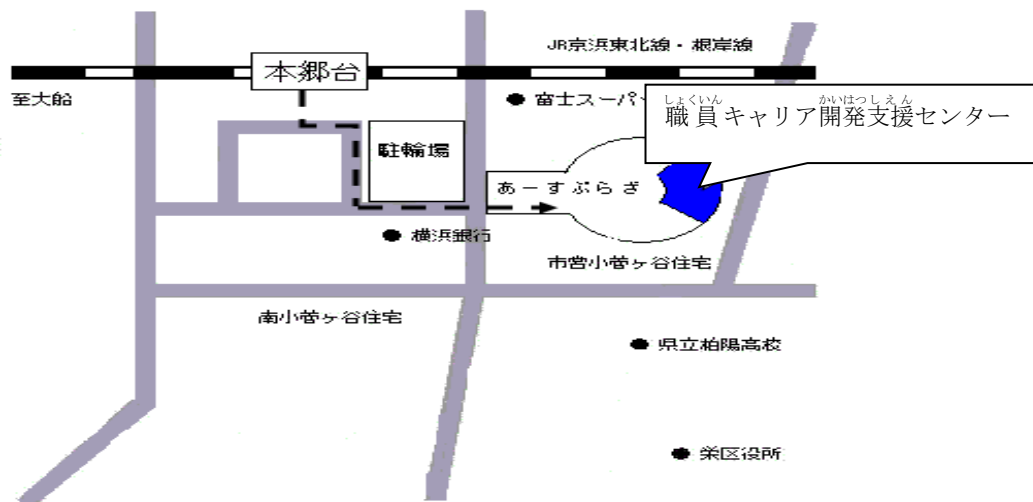 JR京浜東北線・根岸線
本郷台
至大船
富士スーパ
しょくいん かいはつしえん
職員キャリア開発支援センター
駐輪場
あーすぷらざ
横浜銀行
市営小菅ヶ谷住宅
南小菅ヶ谷住宅
県立柏陽高校
栄区役所